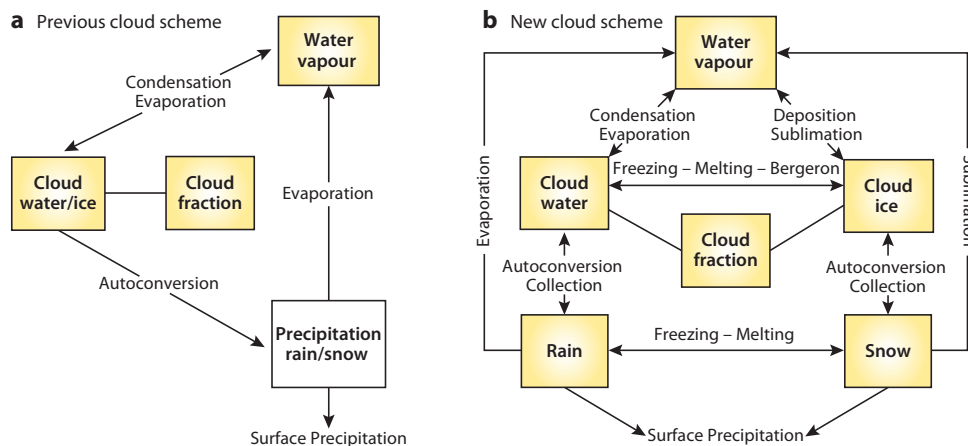 a Previous cloud scheme
Water
vapour
Condensation
Evaporation
Cloud
water/ice
Cloud
fraction
Evaporation
Autoconversion
Precipitation
rain/snow
Surface Precipitation
b New cloud scheme
Water
vapour
Condensation
Evaporation
Deposition
Sublimation
Evaporation
Cloud
water
Freezing – Melting – Bergeron
Cloud
ice
Sublimation
Cloud
fraction
Autoconversion
Collection
Autoconversion
Collection
Rain
Freezing – Melting
Snow
Surface Precipitation